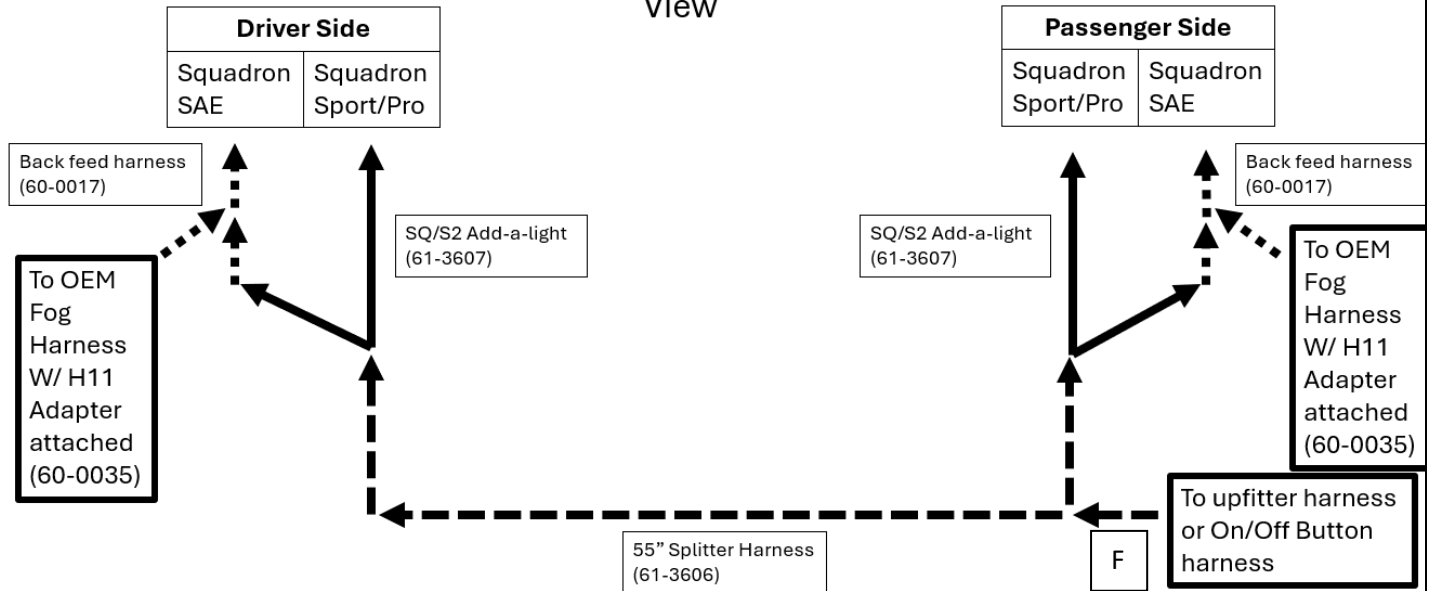 View
Driver Side
Squadron SAE
Squadron Sport/Pro
Passenger Side
Squadron Sport/Pro
Squadron SAE
Back feed harness
(60-0017)
SQ/S2 Add-a-light
(61-3607)
SQ/S2 Add-a-light
(61-3607)
Back feed harness
(60-0017)
To OEM
Fog
Harness
W/ H11
Adapter
attached
(60-0035)
To OEM
Fog
Harness
W/ H11
Adapter
attached
(60-0035)
55” Splitter Harness
(61-3606)
F
To upfitter harness
or On/Off Button
harness